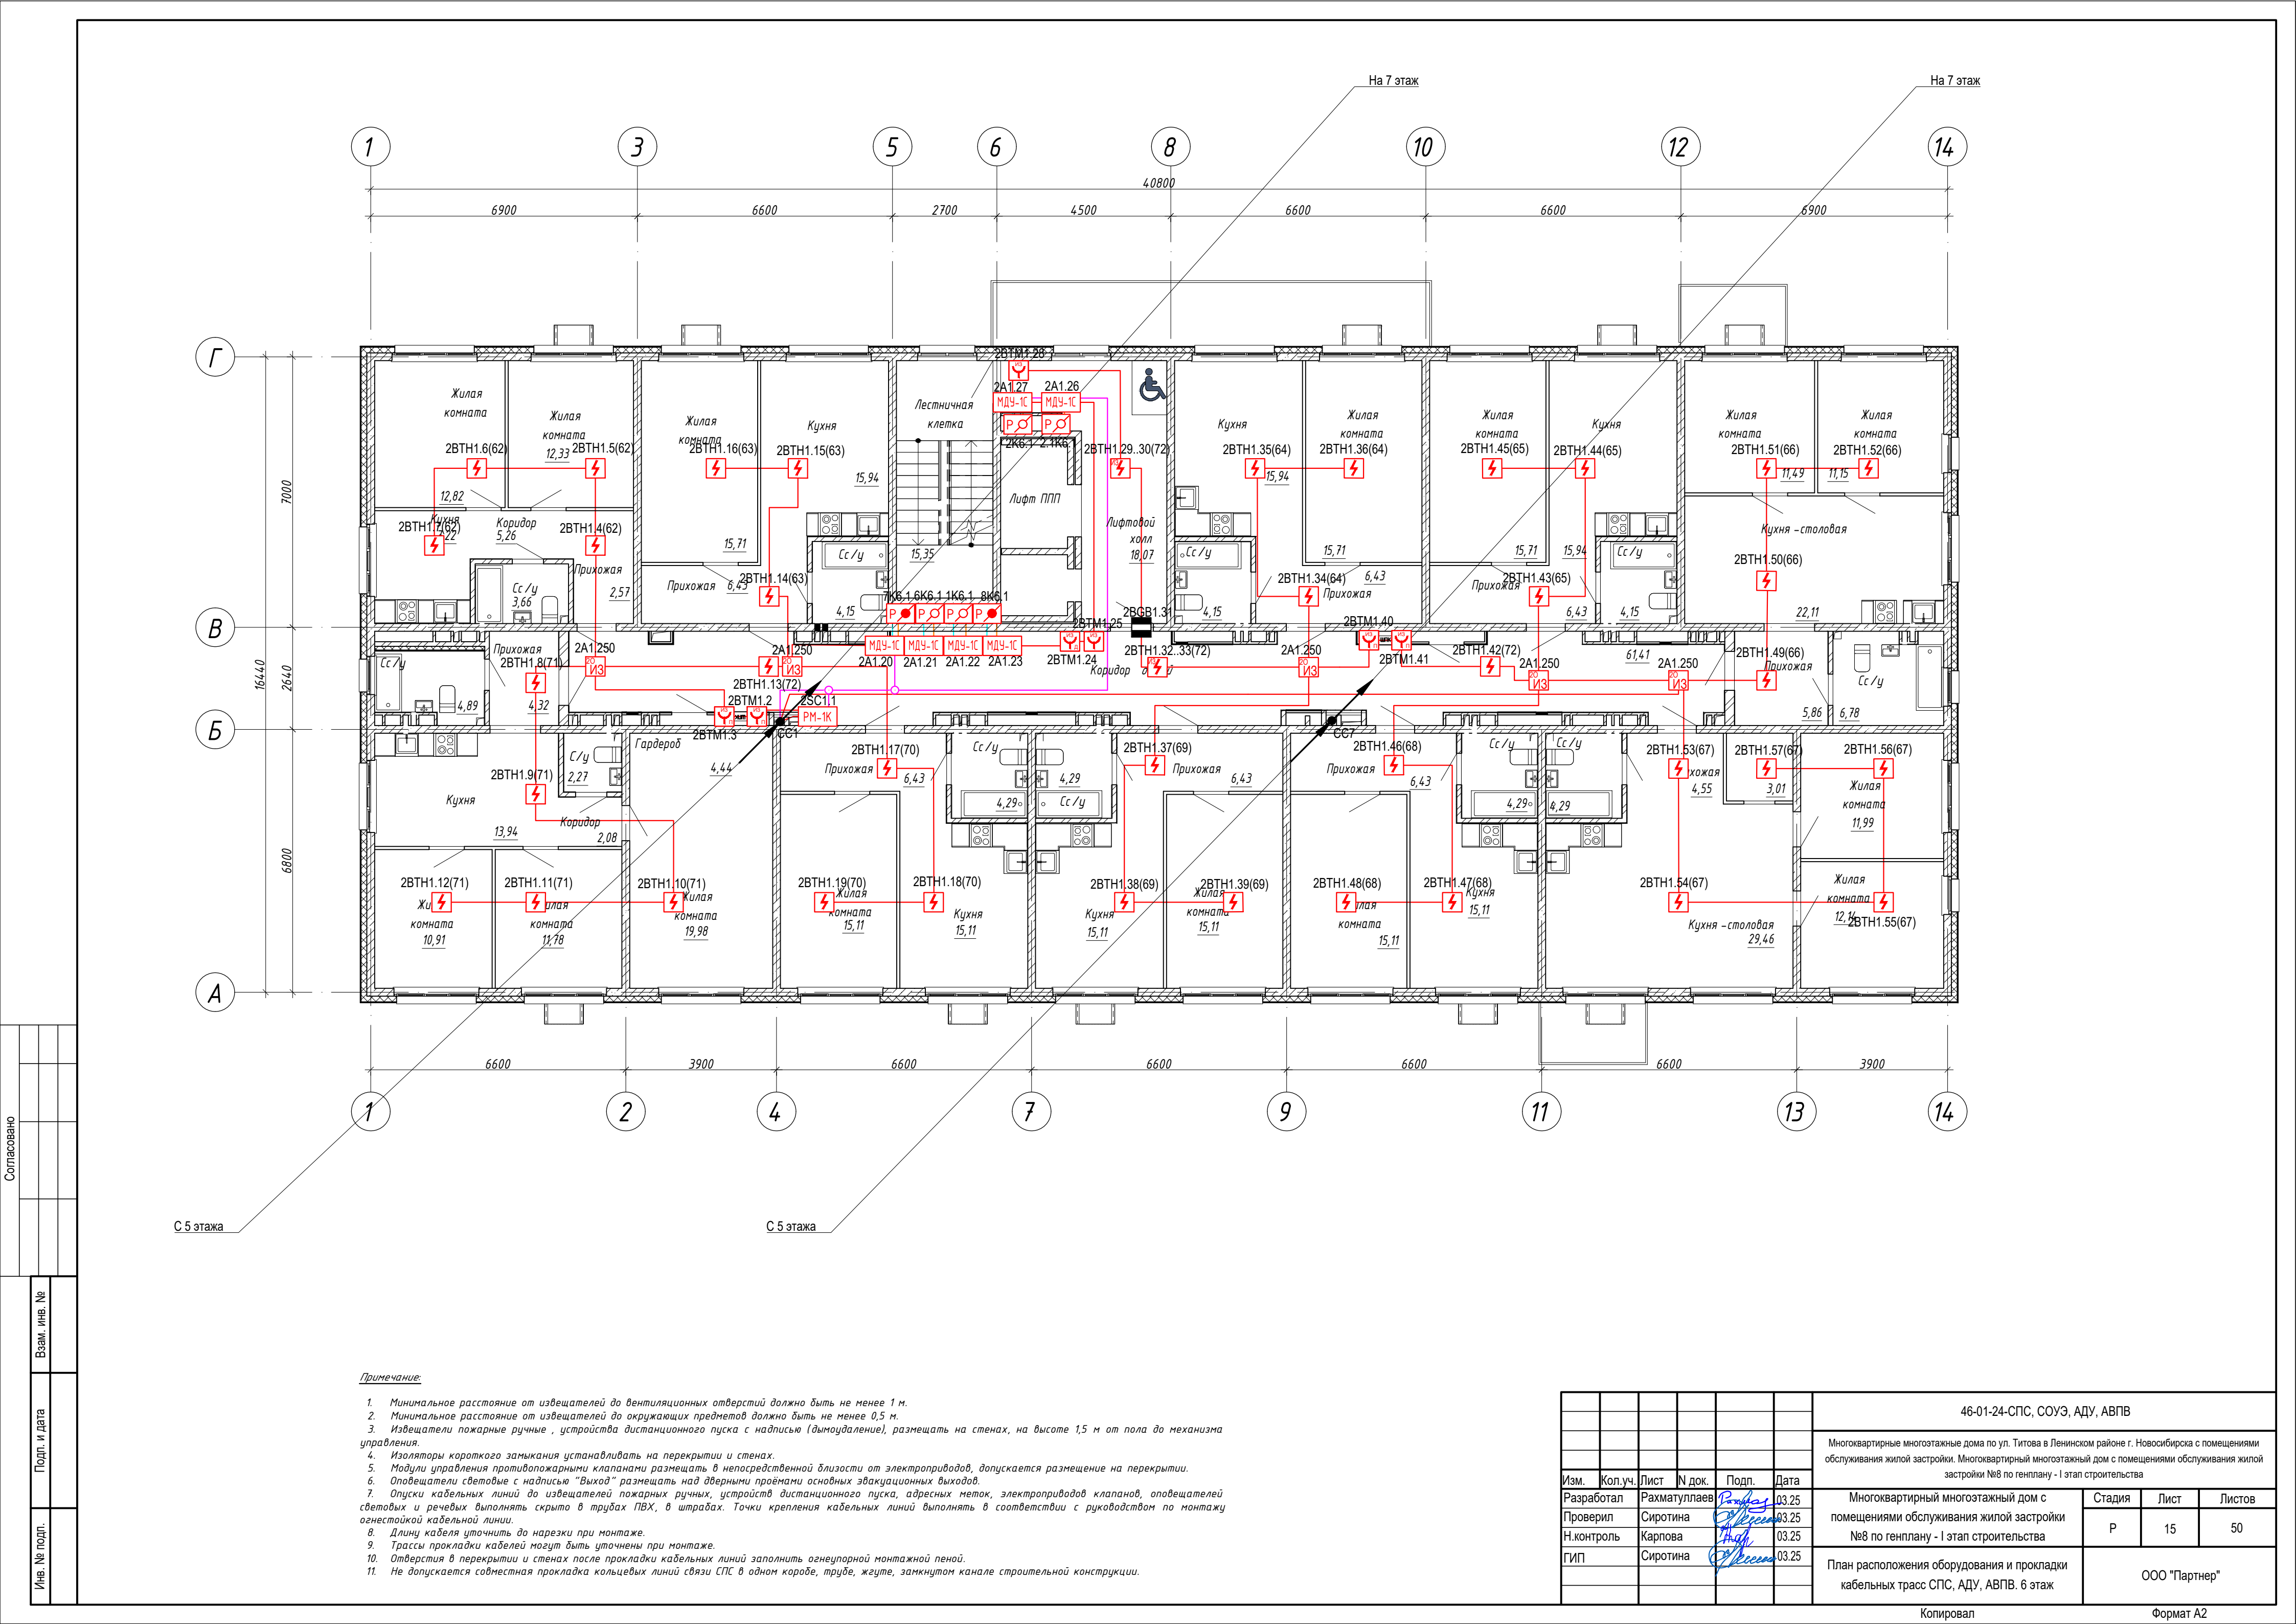 На 7 этаж
На 7 этаж
1
3
5
6
8
10
12
14
40800
6900
6600
2700
4500
6600
6600
6900
Г
В
Б
А
7000
2640
6800
16440
2ВТМ1.28
2А1.27
2А1.26
МДУ-1С
МДУ-1С
Р
Р
2К6.1
2.1К6.
Жилая
комната
Жилая
комната
12,33
Жилая
комната
Кухня
Лестничная
клетка
Кухня
Жилая
комната
Жилая
комната
Кухня
Жилая
комната
Жилая
комната
2ВТН1.6(62)
2ВТН1.5(62)
2ВТН1.16(63)
2ВТН1.15(63)
2ВТН1.29..30(72)
2ВТН1.35(64)
2ВТН1.36(64)
2ВТН1.45(65)
2ВТН1.44(65)
2ВТН1.51(66)
2ВТН1.52(66)
12,82
15,94
15,94
11,49
11,15
Лифт ППП
2ВТН1.7(62)
Кухня
Коридор
5,26
2ВТН1.4(62)
Лифтовой
холл
18,07
Кухня-столовая
15,71
15,35
15,71
15,71
15,94
Сс/у
Сс/у
Сс/у
Прихожая
2,57
Сс/у
3,66
Прихожая
6,43
2ВТН1.14(63)
4,15
2ВТН1.34(64)
Прихожая
6,43
4,15
2ВТН1.43(65)
Прихожая
6,43
4,15
2ВТН1.50(66)
22,11
7К6.1
6К6.1
1К6.1
8К6.1
Р
Р
Р
Р
2ВТМ1.25
2BGB1.31
2ВТМ1.40
Сс/у
Прихожая
2ВТН1.8(71)
2А1.250
2А1.250
МДУ-1С
МДУ-1С
МДУ-1С
МДУ-1С
2А1.20
2А1.21
2А1.22
2А1.23
2ВТМ1.24
2ВТН1.32..33(72)
Коридор
2А1.250
2ВТМ1.41
2ВТН1.42(72)
2А1.250
61,41
2А1.250
2ВТН1.49(66)
Прихожая
Сс/у
4,89
4,32
2ВТН1.13(72)
2ВТМ1.2
2SC1.1
РМ-1К
2ВТМ1.3
СС1
СС7
5,86
6,78
Гардероб
4,44
С/у
2,27
2ВТН1.9(71)
Кухня
13,94
Коридор
2,08
2ВТН1.17(70)
Прихожая
6,43
Сс/у
4,29
4,29
Сс/у
2ВТН1.37(69)
Прихожая
6,43
2ВТН1.46(68)
Прихожая
6,43
Сс/у
4,29
Сс/у
4,29
2ВТН1.53(67)
4,55
2ВТН1.57(67)
3,01
2ВТН1.56(67)
Жилая
комната
11,99
2ВТН1.12(71)
2ВТН1.11(71)
2ВТН1.10(71)
2ВТН1.19(70)
2ВТН1.18(70)
2ВТН1.38(69)
2ВТН1.39(69)
2ВТН1.48(68)
2ВТН1.47(68)
2ВТН1.54(67)
2ВТН1.55(67)
комната
10,91
комната
11,78
Жилая
комната
19,98
Жилая
комната
15,11
Кухня
15,11
Кухня
15,11
Жилая
комната
15,11
комната
15,11
Кухня
15,11
Кухня-столовая
29,46
Жилая
комната
6600
3900
6600
6600
6600
6600
3900
1
2
4
7
9
11
13
14
С 5 этажа
С 5 этажа
Согласовано
Взам. инв. №
Подп. и дата
Инв. № подп.
Примечание:
1. Минимальное расстояние от извещателей до вентиляционных отверстий должно быть не менее 1 м.
2. Минимальное расстояние от извещателей до окружающих предметов должно быть не менее 0,5 м.
3. Извещатели пожарные ручные , устройства дистанционного пуска с надписью (дымоудаление), размещать на стенах, на высоте 1,5 м от пола до механизма
управления.
4. Изоляторы короткого замыкания устанавливать на перекрытии и стенах.
5. Модули управления противопожарными клапанами размещать в непосредственной близости от электроприводов, допускается размещение на перекрытии.
6. Оповещатели световые с надписью "Выход" размещать над дверными проёмами основных эвакуационных выходов.
7. Опуски кабельных линий до извещателей пожарных ручных, устройств дистанционного пуска, адресных меток, электроприводов клапанов, оповещателей
световых и речевых выполнять скрыто в трубах ПВХ, в штрабах. Точки крепления кабельных линий выполнять в соответствии с руководством по монтажу
огнестойкой кабельной линии.
8. Длину кабеля уточнить до нарезки при монтаже.
9. Трассы прокладки кабелей могут быть уточнены при монтаже.
10. Отверстия в перекрытии и стенах после прокладки кабельных линий заполнить огнеупорной монтажной пеной.
11. Не допускается совместная прокладка кольцевых линий связи СПС в одном коробе, трубе, жгуте, замкнутом канале строительной конструкции.
46-01-24-СПС, СОУЭ, АДУ, АВПВ
Многоквартирные многоэтажные дома по ул. Титова в Ленинском районе г. Новосибирска с помещениями
обслуживания жилой застройки. Многоквартирный многоэтажный дом с помещениями обслуживания жилой
застройки №8 по генплану - I этап строительства
Изм. Кол.уч. Лист N док. Подп. Дата
Разработал Рахматуллаев 03.25
Проверил Сиротина 03.25
Н.контроль Карпова 03.25
ГИП Сиротина 03.25
Многоквартирный многоэтажный дом с
помещениями обслуживания жилой застройки
№8 по генплану - I этап строительства
Стадия Лист Листов
Р 15 50
План расположения оборудования и прокладки
кабельных трасс СПС, АДУ, АВПВ. 6 этаж
ООО "Партнер"
Копировал Формат А2